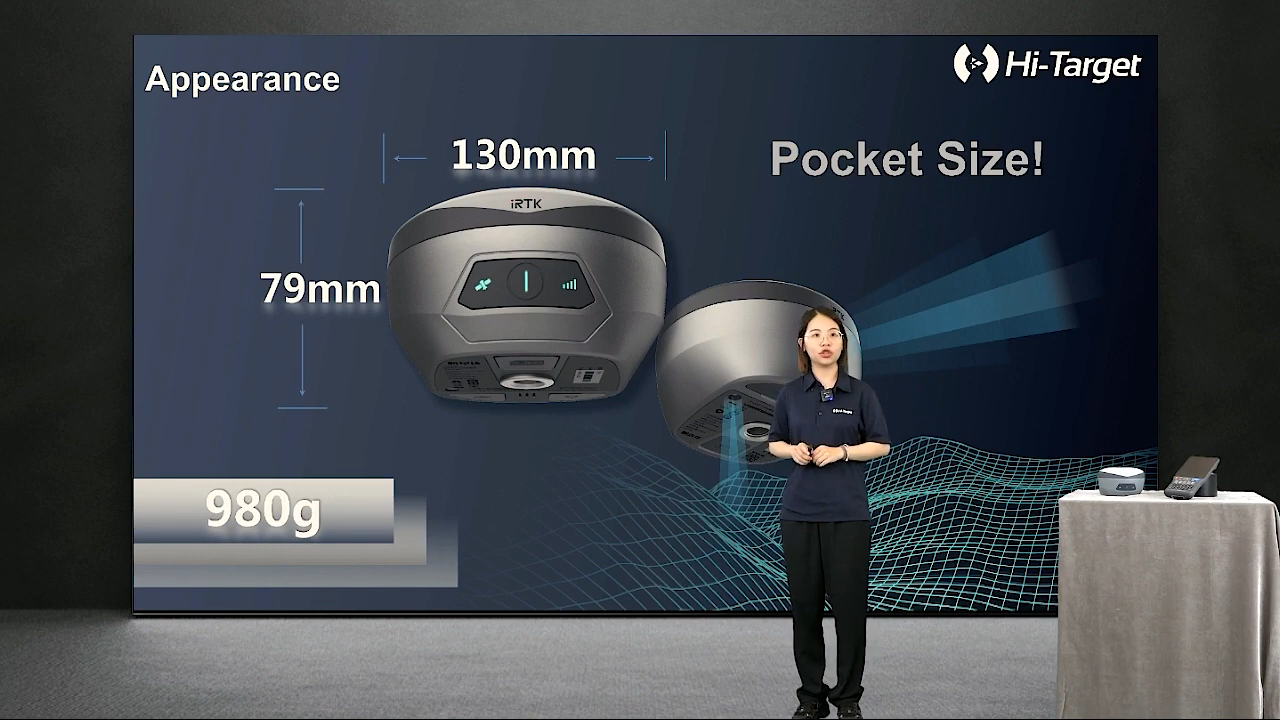 Appearance
Hi-Target
130mm
Pocket Size!
iRTK
79mm
980g